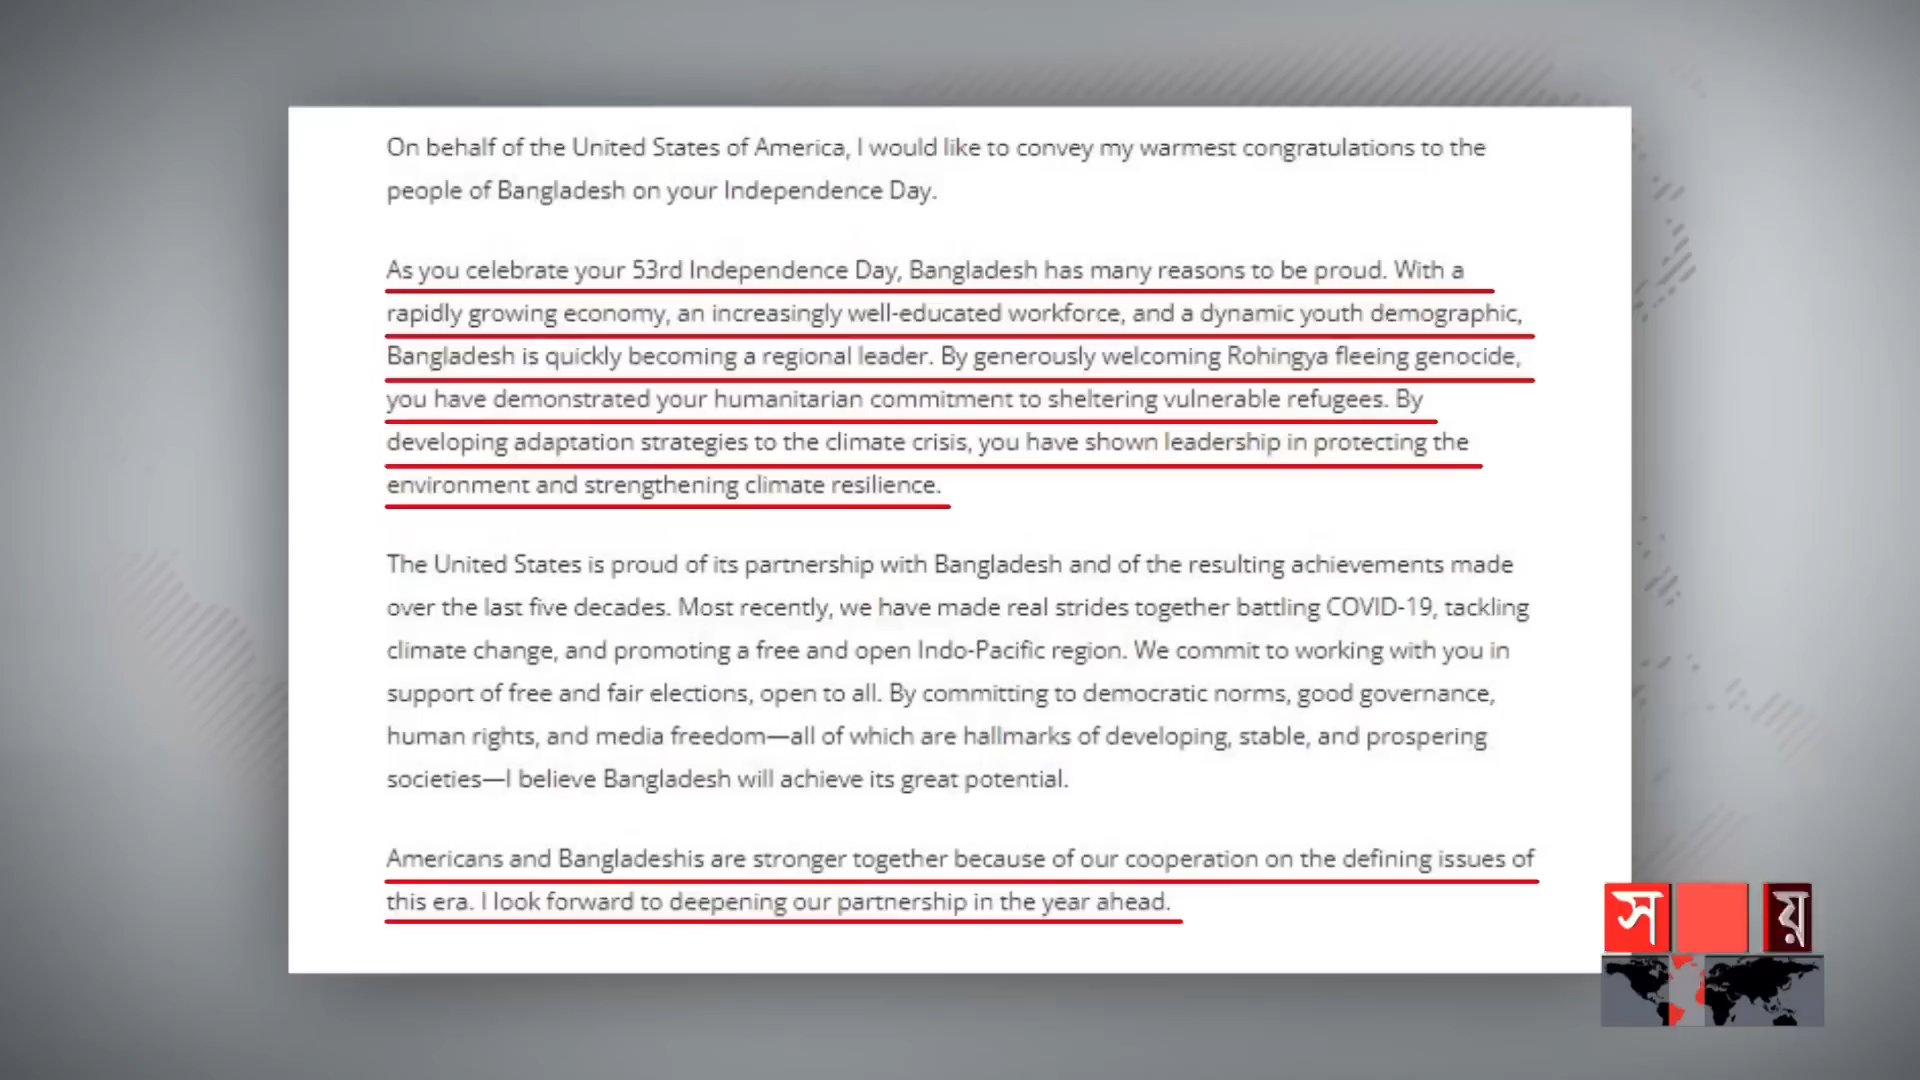 On behalf of the United States of America, I would like to convey my warmest congratulations to the
people of Bangladesh on your Independence Day.
As you celebrate your 53rd Independence Day, Bangladesh has many reasons to be proud. With a
rapidly growing economy, an increasingly well-educated workforce, and a dynamic youth demographic,
Bangladesh is quickly becoming a regional leader. By generously welcoming Rohingya fleeing genocide,
you have demonstrated your humanitarian commitment to sheltering vulnerable refugees. By
developing adaptation strategies to the climate crisis, you have shown leadership in protecting the
environment and strengthening climate resilience.
The United States is proud of its partnership with Bangladesh and of the resulting achievements made
over the last five decades. Most recently, we have made real strides together battling COVID-19, tackling
climate change, and promoting a free and open Indo-Pacific region. We commit to working with you in
support of free and fair elections, open to all. By committing to democratic norms, good governance,
human rights, and media freedom—all of which are hallmarks of developing, stable, and prospering
societies—I believe Bangladesh will achieve its great potential.
Americans and Bangladeshis are stronger together because of our cooperation on the defining issues of
this era. I look forward to deepening our partnership in the year ahead.
স য়